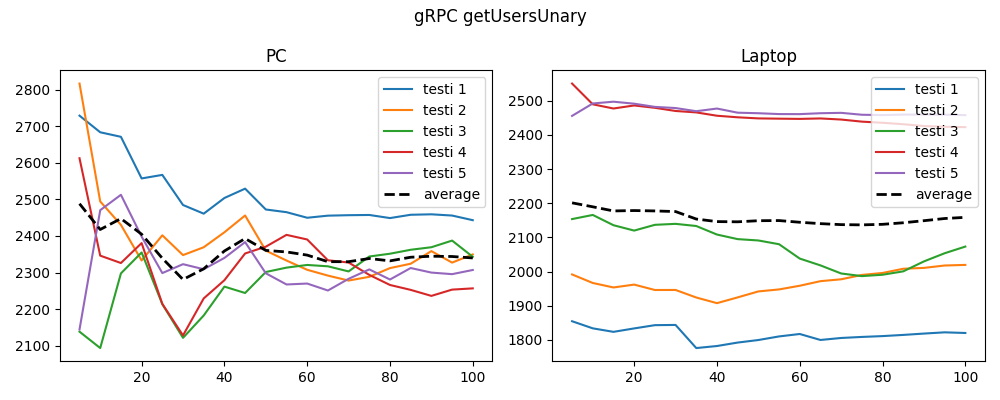 gRPC getUsersUnary
PC
2800
2700
2600
2500
2400
2300
2200
2100
20
40
60
80
100
testi 1
testi 2
testi 3
testi 4
testi 5
average
Laptop
2500
2400
2300
2200
2100
2000
1900
1800
20
40
60
80
100
testi 1
testi 2
testi 3
testi 4
testi 5
average